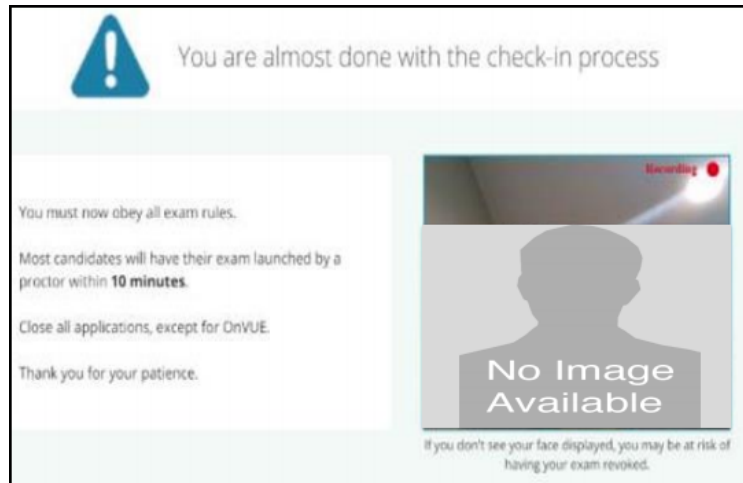 You are almost done with the check-in process
You must now obey all exam rules.
Most candidates will have their exam launched by a
proctor within 10 minutes.
Close all applications, except for OnVUE.
Thank you for your patience.
Recording
No Image
Available
If you don't see your face displayed, you may be at risk of
having your exam revoked.